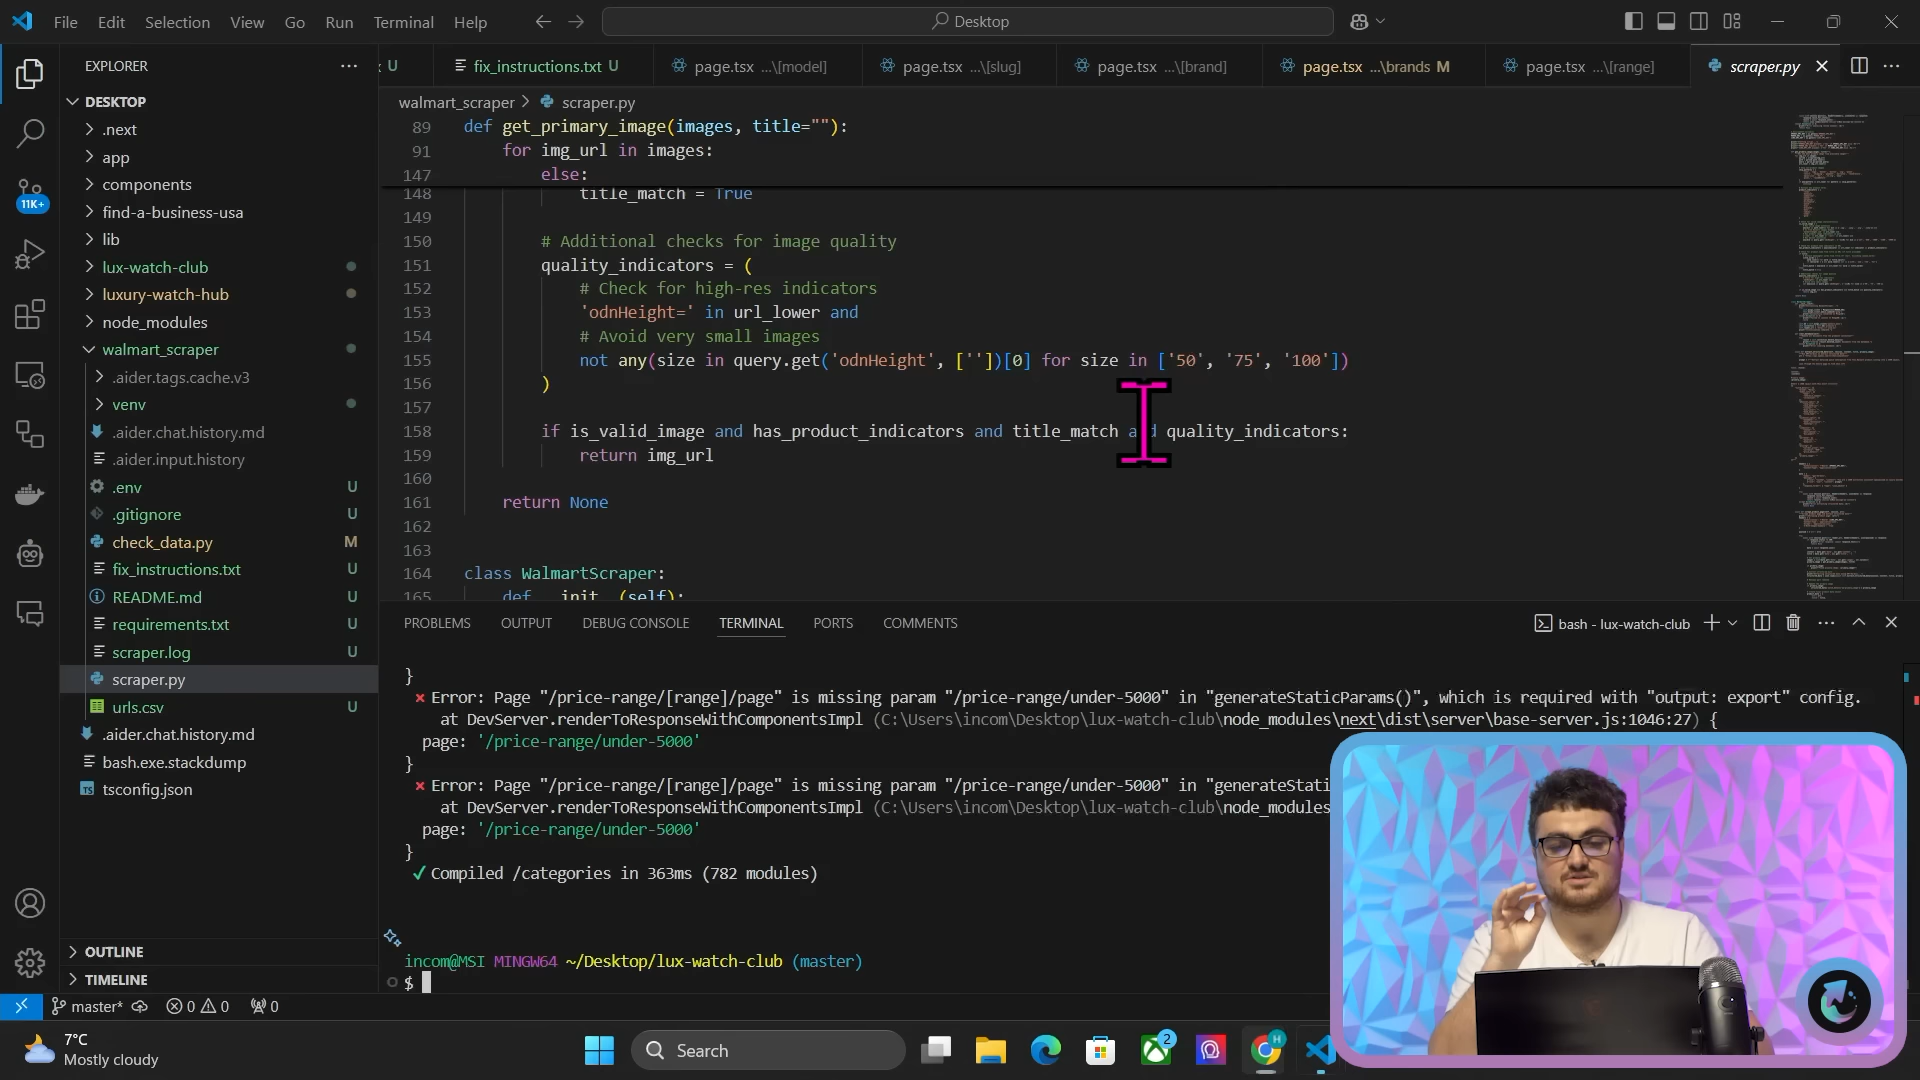 File Edit Selection View Go Run Terminal Help
Desktop
EXPLORER
DESKTOP
.next
app
components
find-a-business-usa
lib
lux-watch-club
luxury-watch-hub
node_modules
walmart_scraper
.aider.tags.cache.v3
venv
.aider.chat.history.md
.aider.input.history
.env U
.gitignore U
check_data.py M
fix_instructions.txt U
README.md U
requirements.txt U
scraper.log U
scraper.py
urls.csv U
.aider.chat.history.md
bash.exe.stackdump
tsconfig.json
OUTLINE
TIMELINE
11K+
U fix_instructions.txt U page.tsx ...\[model] page.tsx ...\[slug] page.tsx ...\[brand] page.tsx ...\brands M page.tsx ...\[range] scraper.py
walmart_scraper > scraper.py
89 def get_primary_image(images, title=""):
91 for img_url in images:
147 else:
148 title_match = True
149
150 # Additional checks for image quality
151 quality_indicators = (
152 # Check for high-res indicators
153 'odnHeight=' in url_lower and
154 # Avoid very small images
155 not any(size in query.get('odnHeight', [''])[0] for size in ['50', '75', '100'])
156 )
157
158 if is_valid_image and has_product_indicators and title_match and quality_indicators:
159 return img_url
160
161 return None
162
163
164 class WalmartScraper:
165 def __init__(self):
PROBLEMS OUTPUT DEBUG CONSOLE TERMINAL PORTS COMMENTS bash - lux-watch-club
}
× Error: Page "/price-range/[range]/page" is missing param "/price-range/under-5000" in "generateStaticParams()", which is required with "output: export" config.
at DevServer.renderToResponseWithComponentsImpl (C:\Users\incom\Desktop\lux-watch-club\node_modules\next\dist\server\base-server.js:1046:27) {
page: '/price-range/under-5000'
}
× Error: Page "/price-range/[range]/page" is missing param "/price-range/under-5000" in "generateStati
at DevServer.renderToResponseWithComponentsImpl (C:\Users\incom\Desktop\lux-watch-club\node_modules
page: '/price-range/under-5000'
}
✓ Compiled /categories in 363ms (782 modules)
incom@MSI MINGW64 ~/Desktop/lux-watch-club (master)
$
master* 0 0 0
7°C
Mostly cloudy
Search
2
H